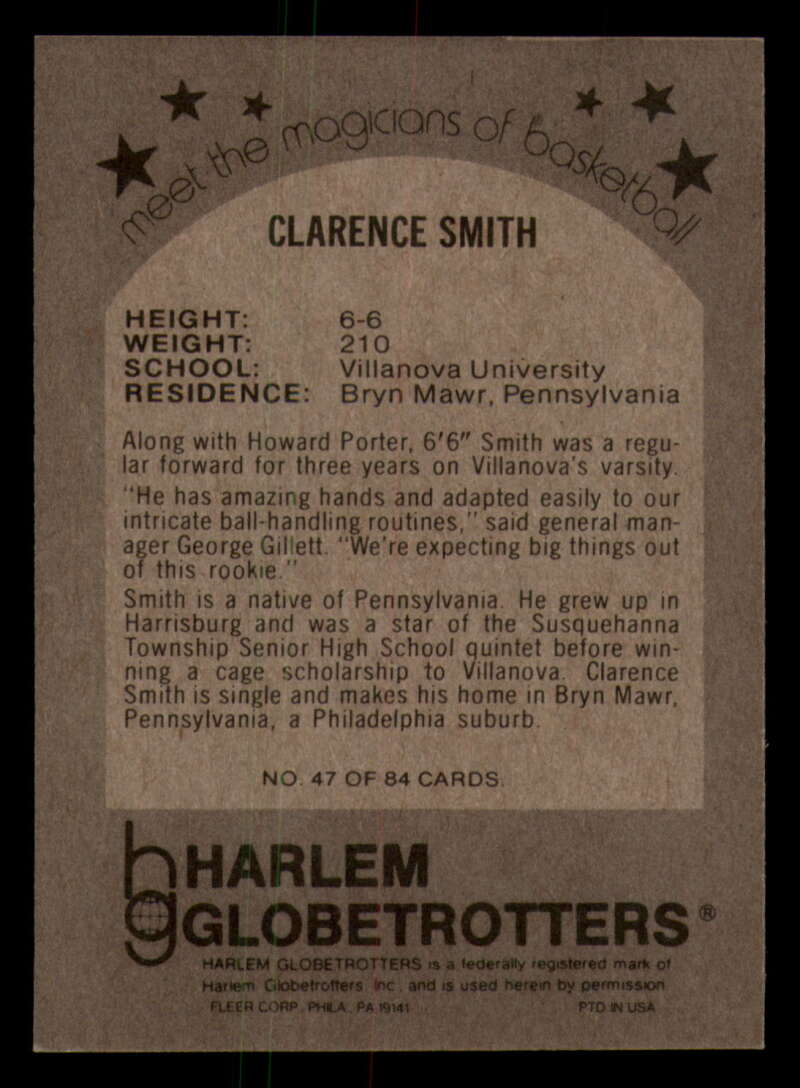 meet the magicians of basketball
CLARENCE SMITH
HEIGHT: 6-6
WEIGHT: 210
SCHOOL: Villanova University
RESIDENCE: Bryn Mawr, Pennsylvania
Along with Howard Porter, 6'6" Smith was a regu-
lar forward for three years on Villanova's varsity.
"He has amazing hands and adapted easily to our
intricate ball-handling routines," said general man-
ager George Gillett. "We're expecting big things out
of this rookie."
Smith is a native of Pennsylvania. He grew up in
Harrisburg and was a star of the Susquehanna
Township Senior High School quintet before win-
ning a cage scholarship to Villanova. Clarence
Smith is single and makes his home in Bryn Mawr,
Pennsylvania, a Philadelphia suburb.
NO. 47 OF 84 CARDS.
hg HARLEM
GLOBETROTTERS®
HARLEM GLOBETROTTERS is a federally registered mark of
Harlem Globetrotters Inc., and is used herein by permission
FLEER CORP., PHILA., PA 19141 PTD IN USA